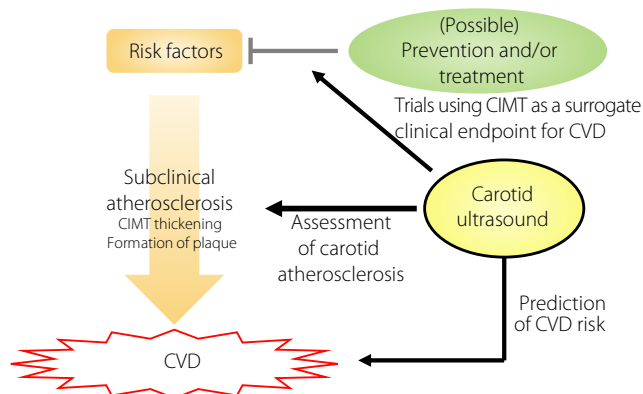 Risk factors
(Possible)
Prevention and/or
treatment
Trials using CIMT as a surrogate
clinical endpoint for CVD
Subclinical
atherosclerosis
CIMT thickening
Formation of plaque
Carotid
ultrasound
Assessment
of carotid
atherosclerosis
Prediction
of CVD risk
CVD